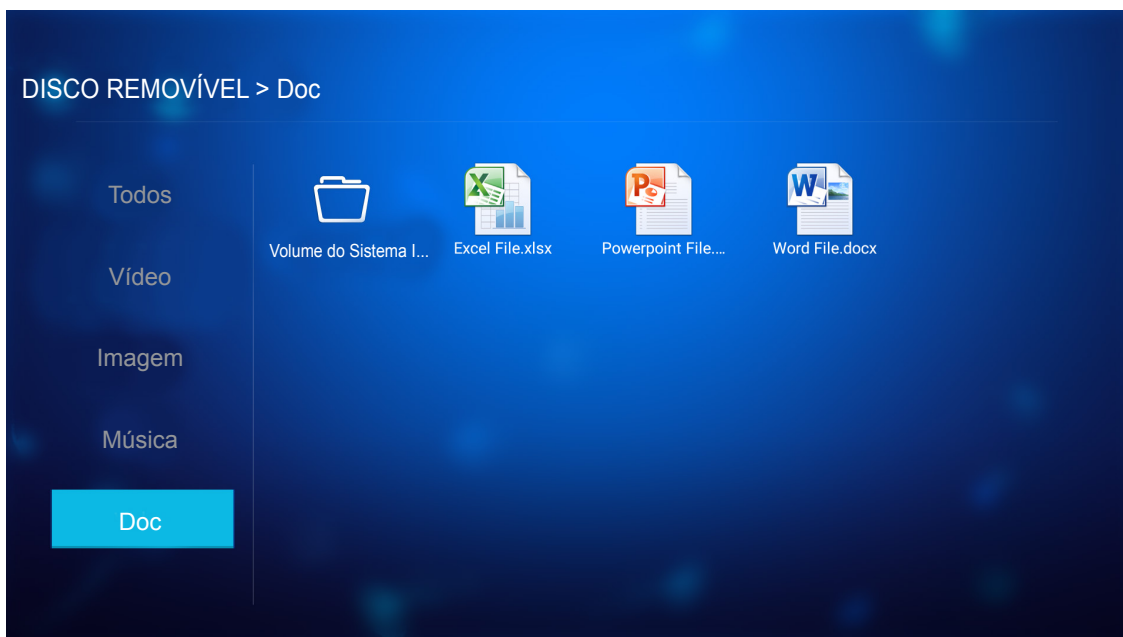 DISCO REMOVÍVEL > Doc
Todos
Vídeo
Imagem
Música
Doc
Volume do Sistema I...
Excel File.xlsx
Powerpoint File....
Word File.docx